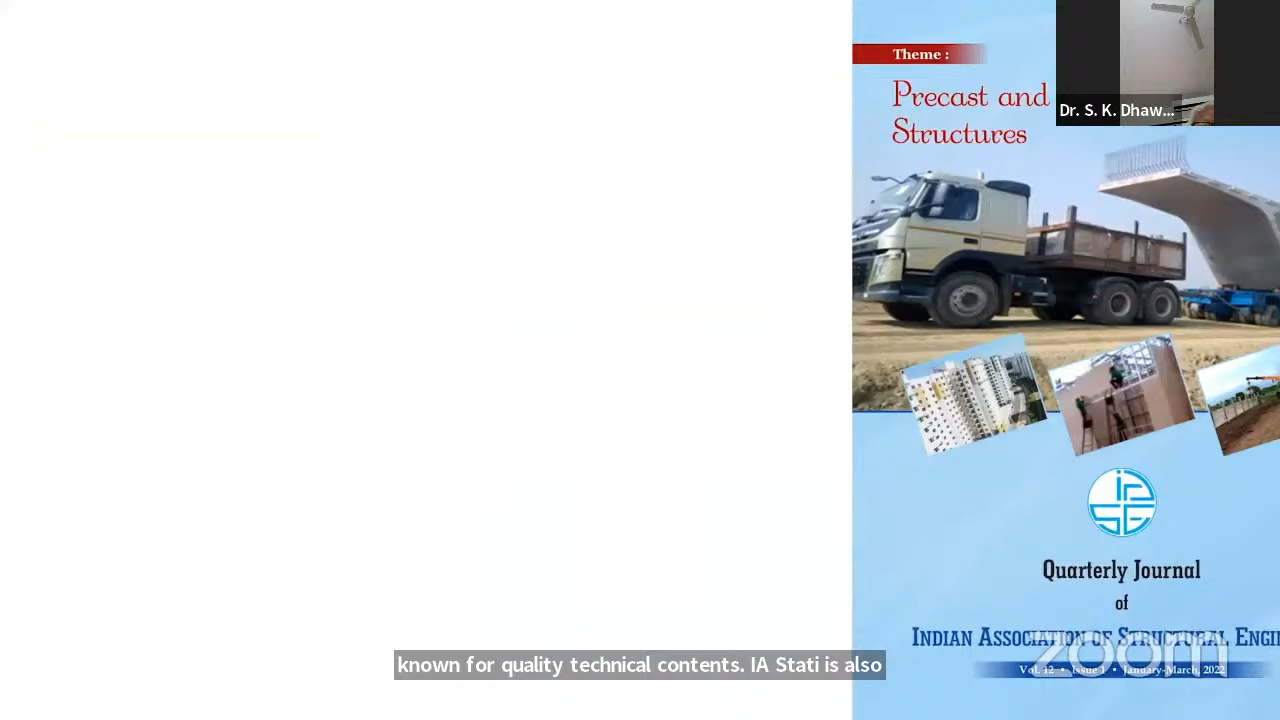 Theme :
Precast and
Structures
Dr. S. K. Dhaw...
Quarterly Journal
of
INDIAN ASSOCIATION OF STRUCTURAL ENGI
zoom
Vol. 12 • Issue 1 • January-March, 2022
known for quality technical contents. IA Stati is also